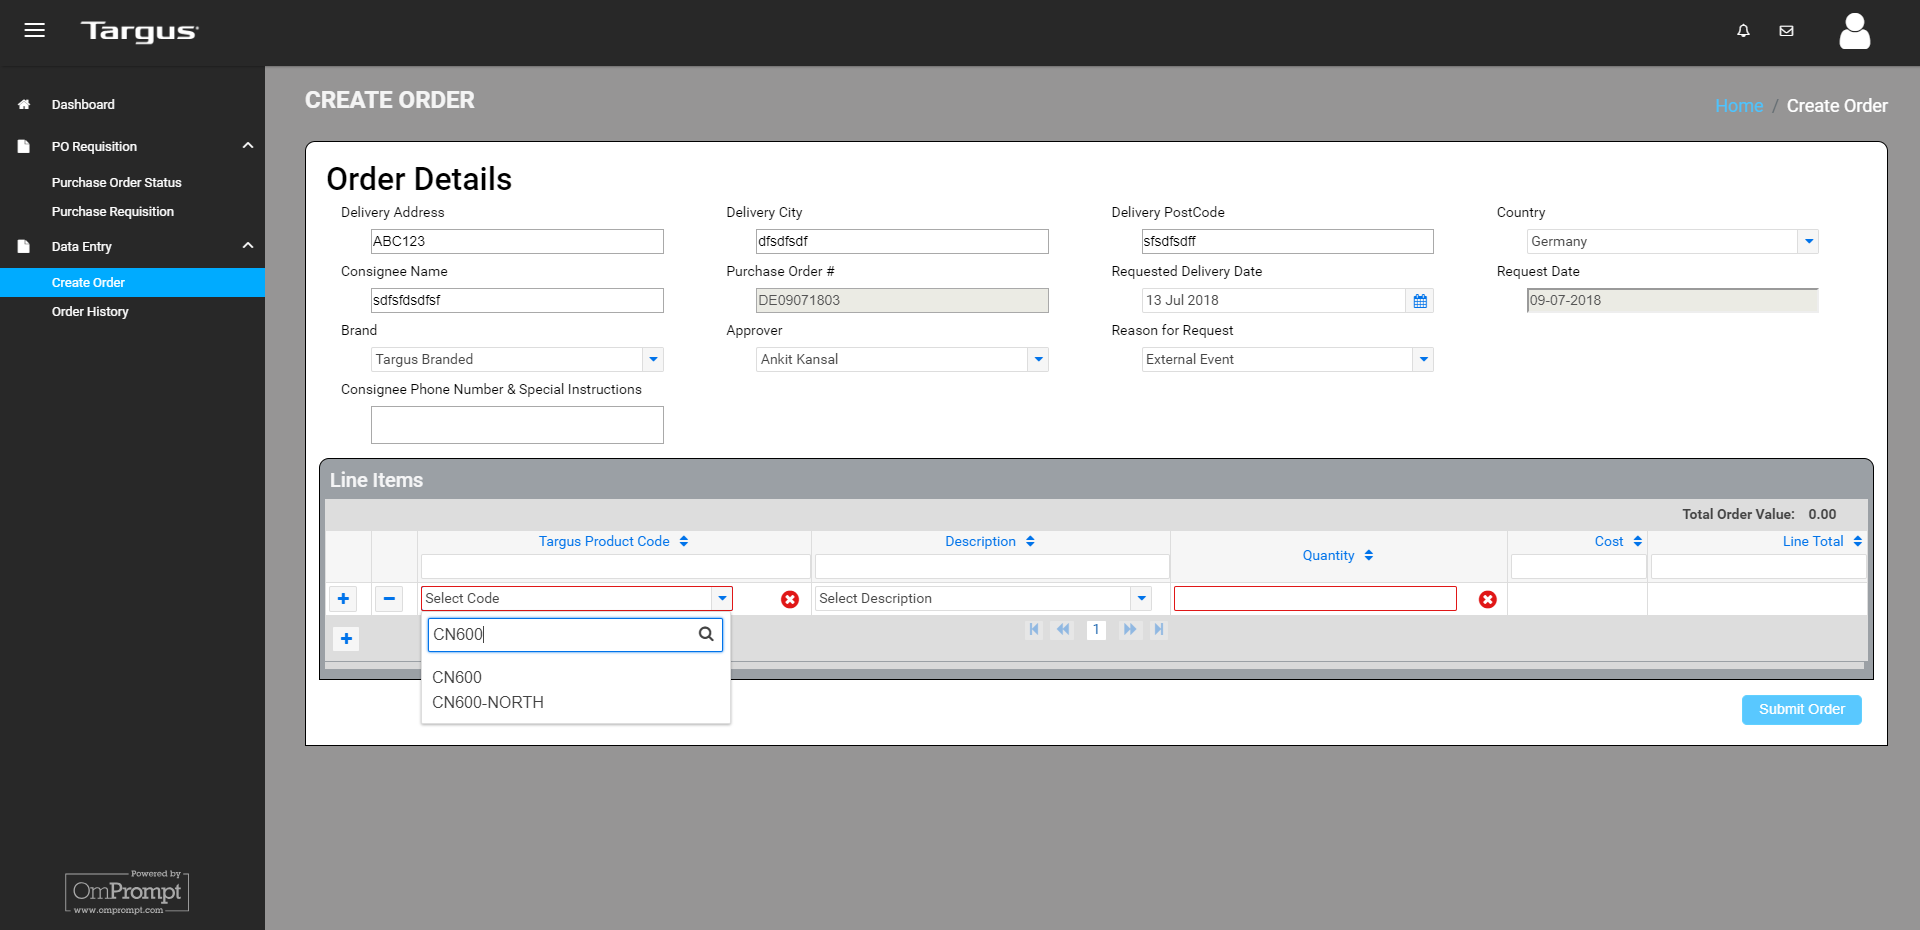 Targus
Dashboard
PO Requisition
Purchase Order Status
Purchase Requisition
Data Entry
Create Order
Order History
Powered by
OmPrompt
www.omprompt.com
CREATE ORDER
Home / Create Order
Order Details
Delivery Address Delivery City Delivery PostCode Country
ABC123 dfsdfsdf sfsdfsdff Germany
Consignee Name Purchase Order # Requested Delivery Date Request Date
sdfsfdsdfsf DE09071803 13 Jul 2018 09-07-2018
Brand Approver Reason for Request
Targus Branded Ankit Kansal External Event
Consignee Phone Number & Special Instructions
Line Items
Total Order Value: 0.00
Targus Product Code Description Quantity Cost Line Total
Select Code Select Description
CN600
1
CN600
CN600-NORTH
Submit Order